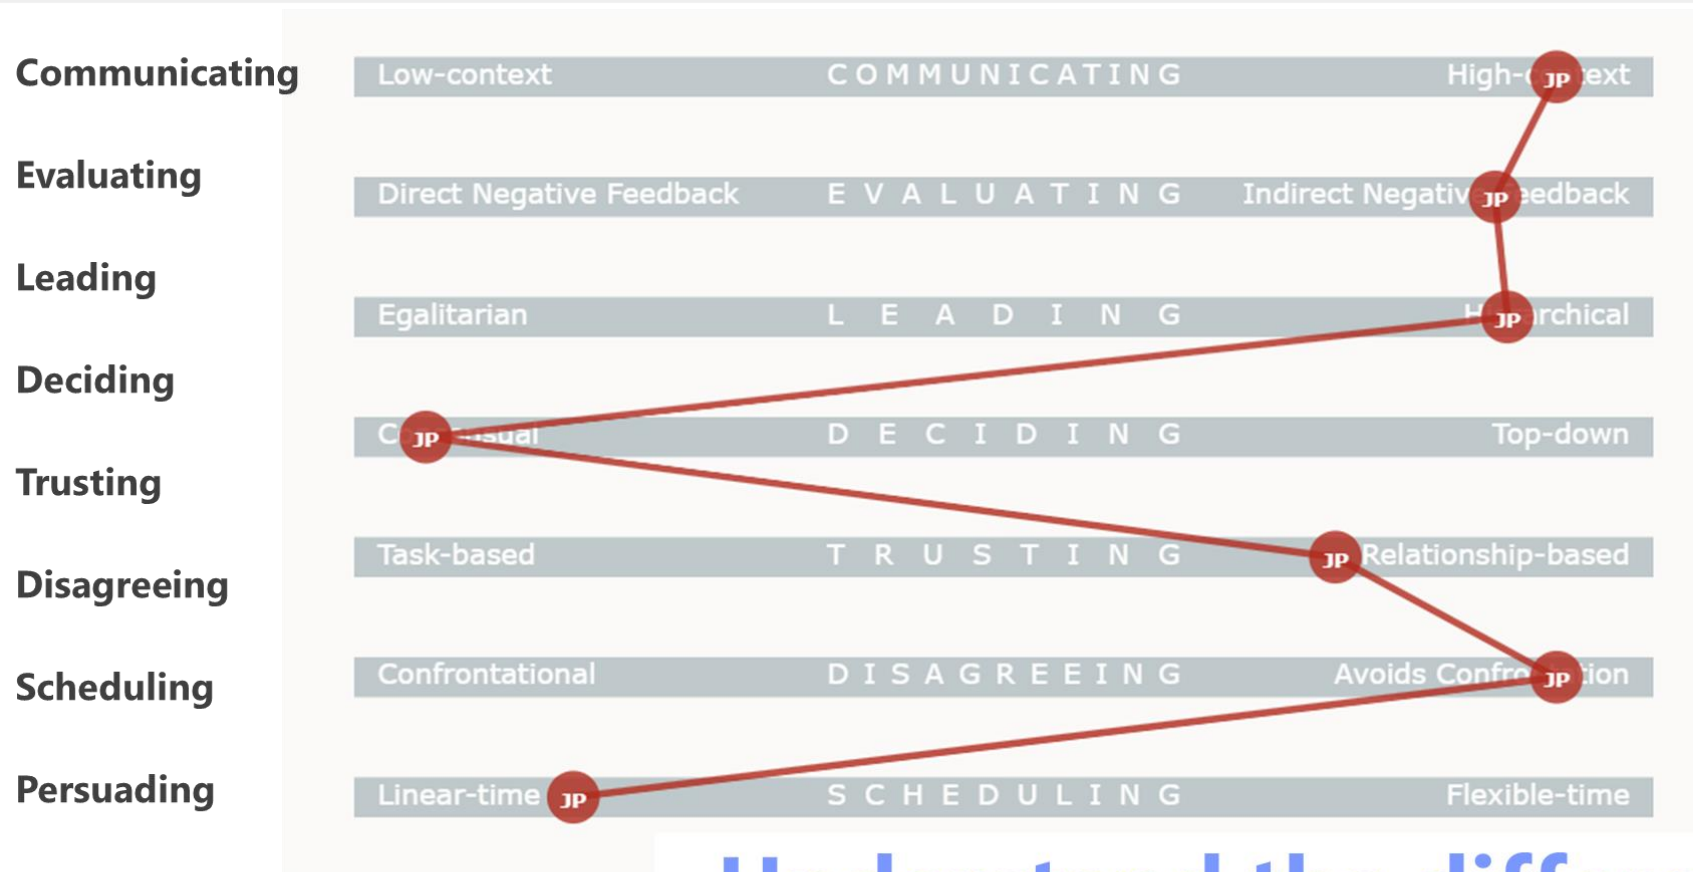 Communicating
Evaluating
Leading
Deciding
Trusting
Disagreeing
Scheduling
Persuading
Low-context COMMUNICATING JP
Direct Negative Feedback EVALUATING Indirect JP
Egalitarian LEADING JP
JP DECIDING Top-down
Task-based TRUSTING JP Relationship-based
Confrontational DISAGREEING Avoids JP
Linear-time JP SCHEDULING Flexible-time